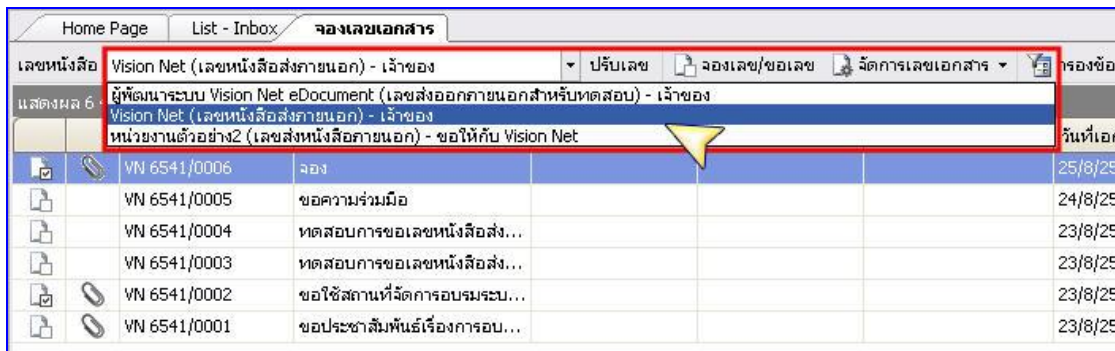 Home Page List - Inbox จองเลขเอกสาร
เลขหนังสือ Vision Net (เลขหนังสือส่งภายนอก) - เจ้าของ ปรับเลข จองเลข/ขอเลข จัดการเลขเอกสาร กรองข้อ
แสดงผล 6
ผู้พัฒนาระบบ Vision Net eDocument (เลขส่งออกภายนอกสำหรับทดสอบ) - เจ้าของ
Vision Net (เลขหนังสือส่งภายนอก) - เจ้าของ
หน่วยงานตัวอย่าง2 (เลขส่งหนังสือภายนอก) - ขอให้กับ Vision Net
วันที่เอก
VN 6541/0006 จอง 25/8/25
VN 6541/0005 ขอความร่วมมือ 24/8/25
VN 6541/0004 ทดสอบการขอเลขหนังสือส่ง... 23/8/25
VN 6541/0003 ทดสอบการขอเลขหนังสือส่ง... 23/8/25
VN 6541/0002 ขอใช้สถานที่จัดการอบรมระบ... 23/8/25
VN 6541/0001 ขอประชาสัมพันธ์เรื่องการอบ... 23/8/25